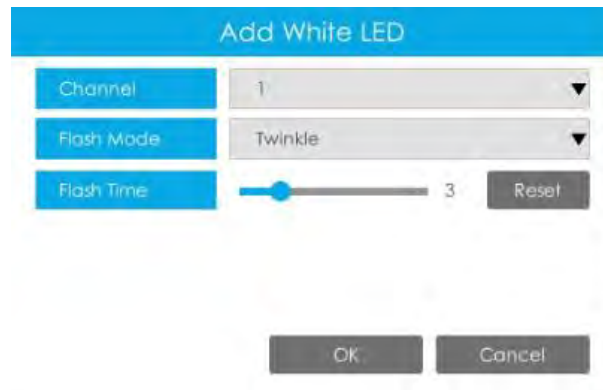 Add White LED
Channel 1
Flash Mode Twinkle
Flash Time 3 Reset
OK Cancel